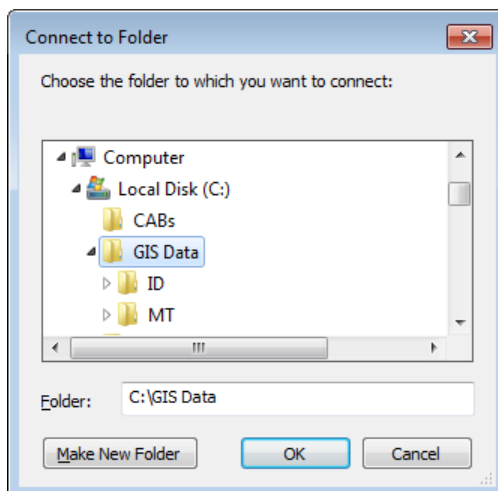 Connect to Folder
Choose the folder to which you want to connect:
Computer
Local Disk (C:)
CABs
GIS Data
ID
MT
Folder: C:\GIS Data
Make New Folder OK Cancel